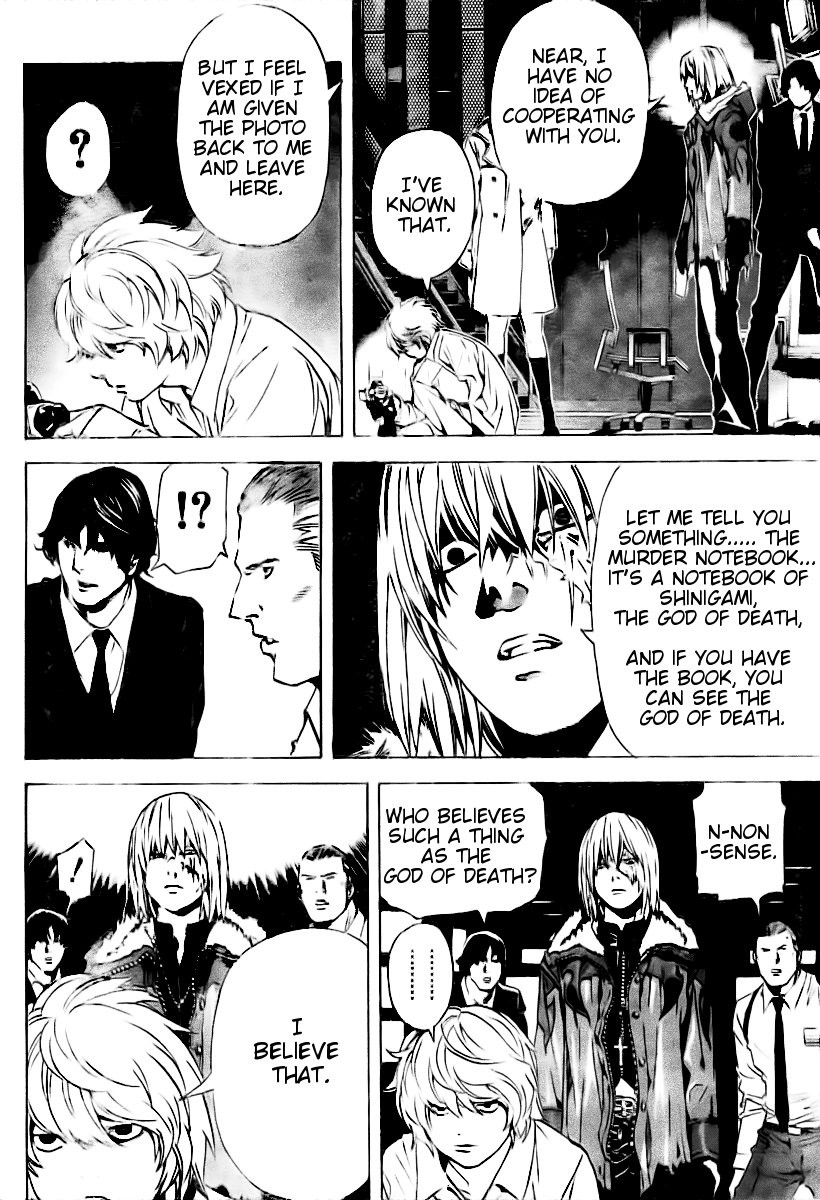 NEAR, I
HAVE NO
IDEA OF
COOPERATING
WITH YOU.
I'VE
KNOWN
THAT.
BUT I FEEL
VEXED IF I
AM GIVEN
THE PHOTO
BACK TO ME
AND LEAVE
HERE.
?
LET ME TELL YOU
SOMETHING..... THE
MURDER NOTEBOOK...
IT'S A NOTEBOOK OF
SHINIGAMI,
THE GOD OF DEATH,
AND IF YOU HAVE
THE BOOK, YOU
CAN SEE THE
GOD OF DEATH.
!?
N-NON
-SENSE.
WHO BELIEVES
SUCH A THING
AS THE
GOD OF DEATH?
........
!
I
BELIEVE
THAT.